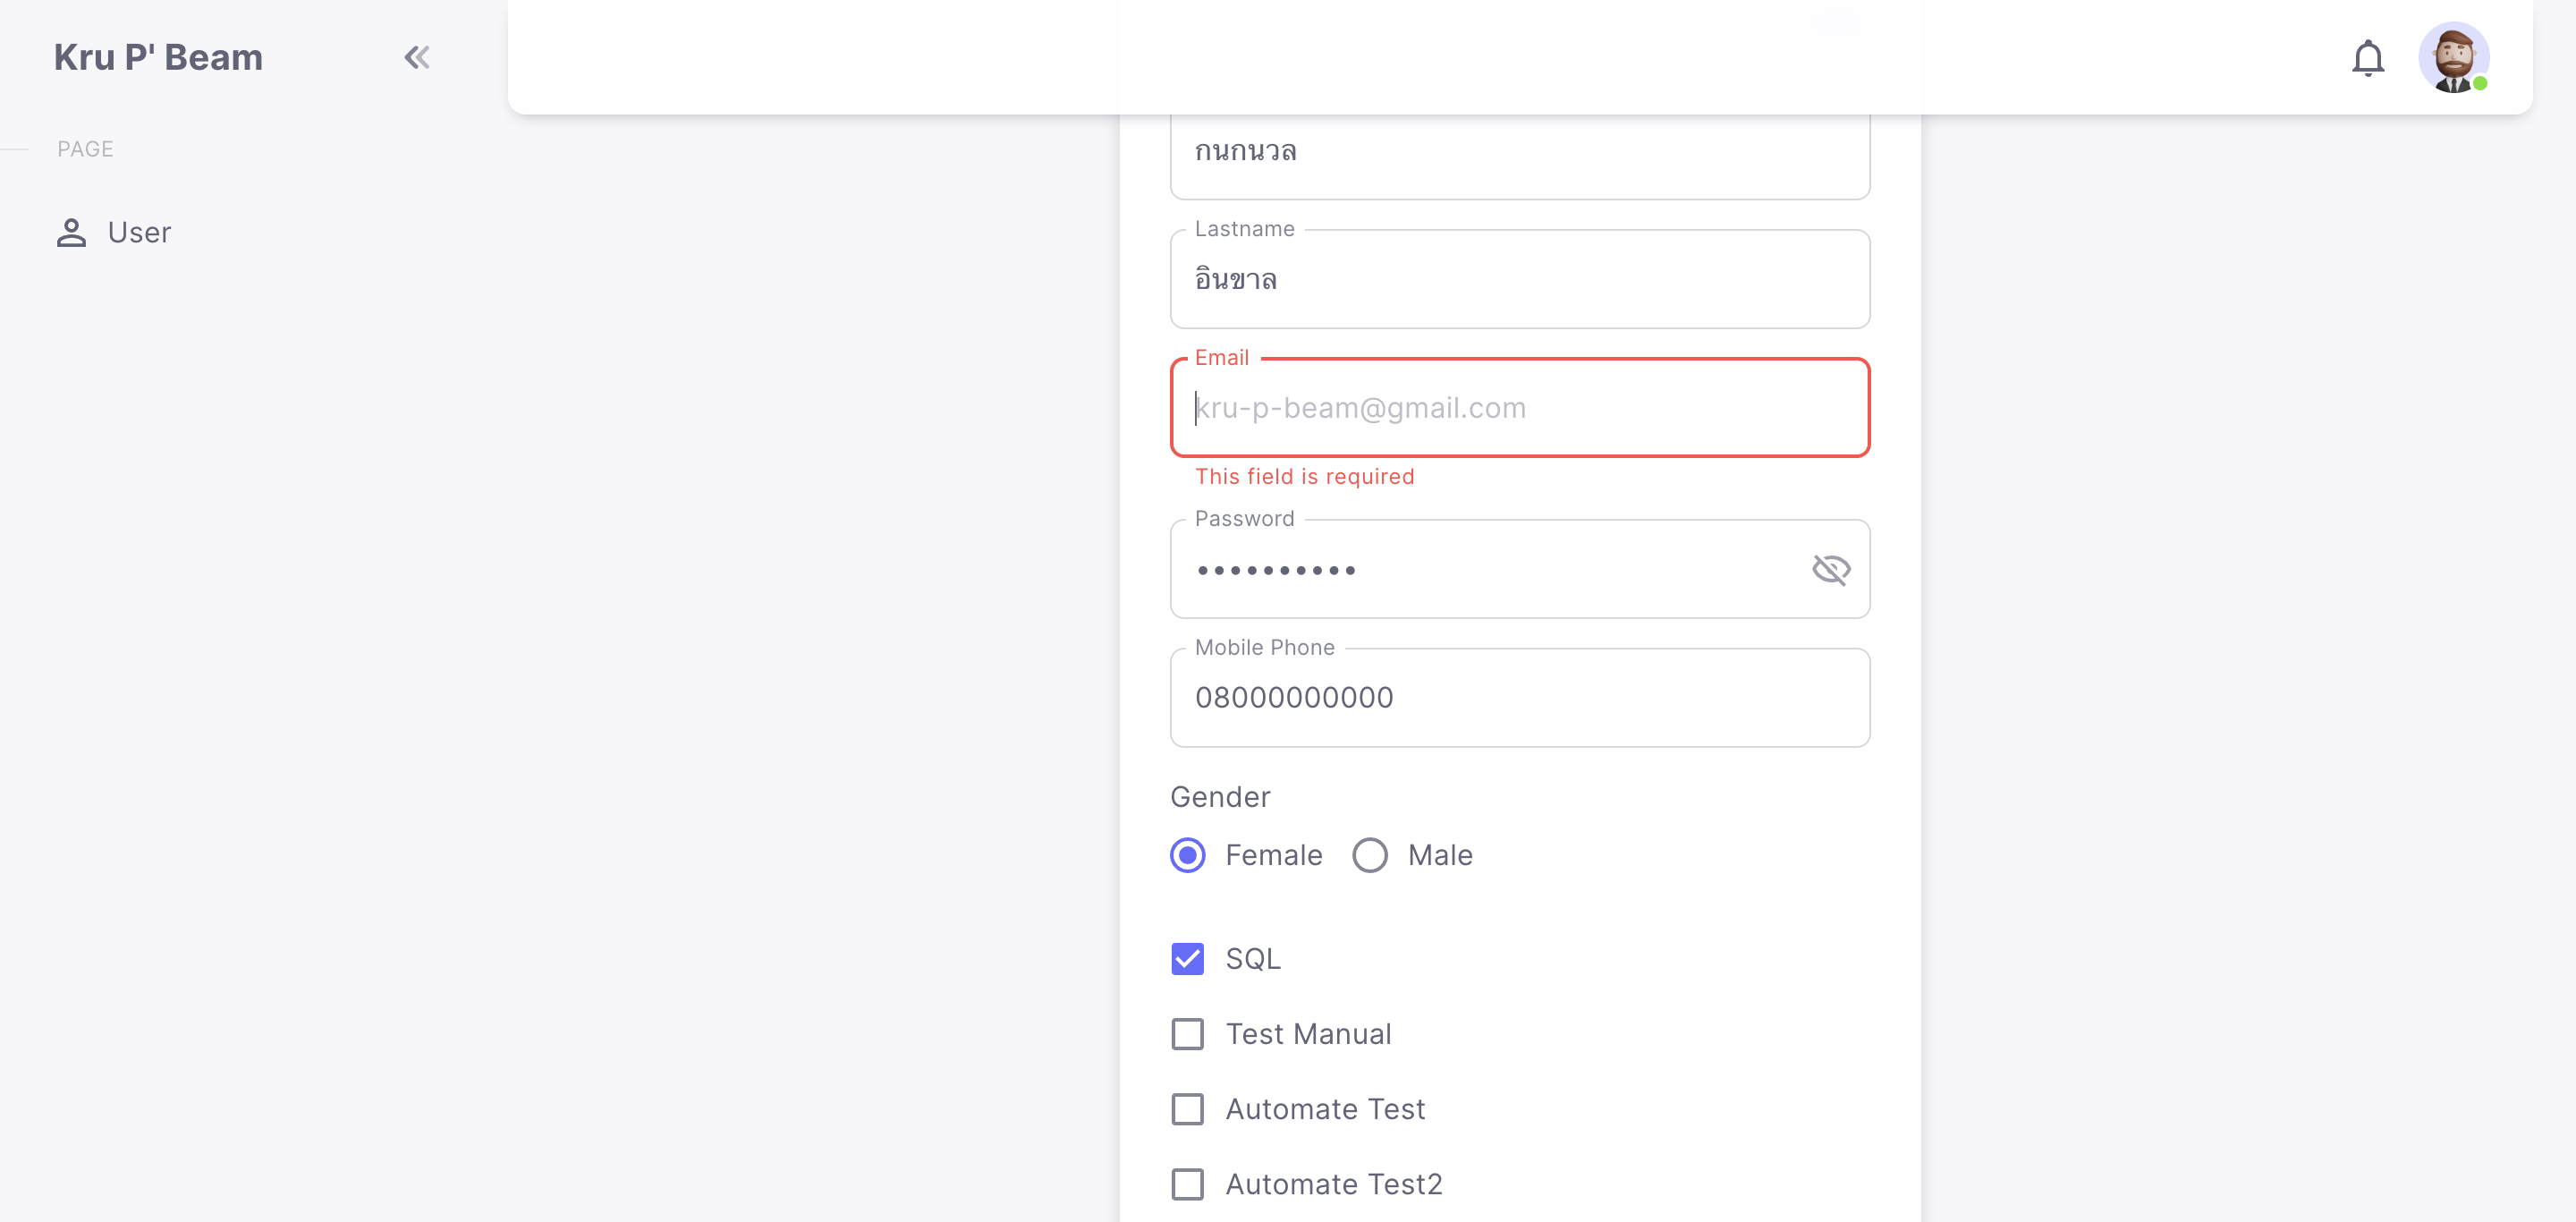 Kru P' Beam
PAGE
User
กนกนวล
Lastname
อินขาล
Email
kru-p-beam@gmail.com
This field is required
Password
Mobile Phone
08000000000
Gender
Female
Male
SQL
Test Manual
Automate Test
Automate Test2